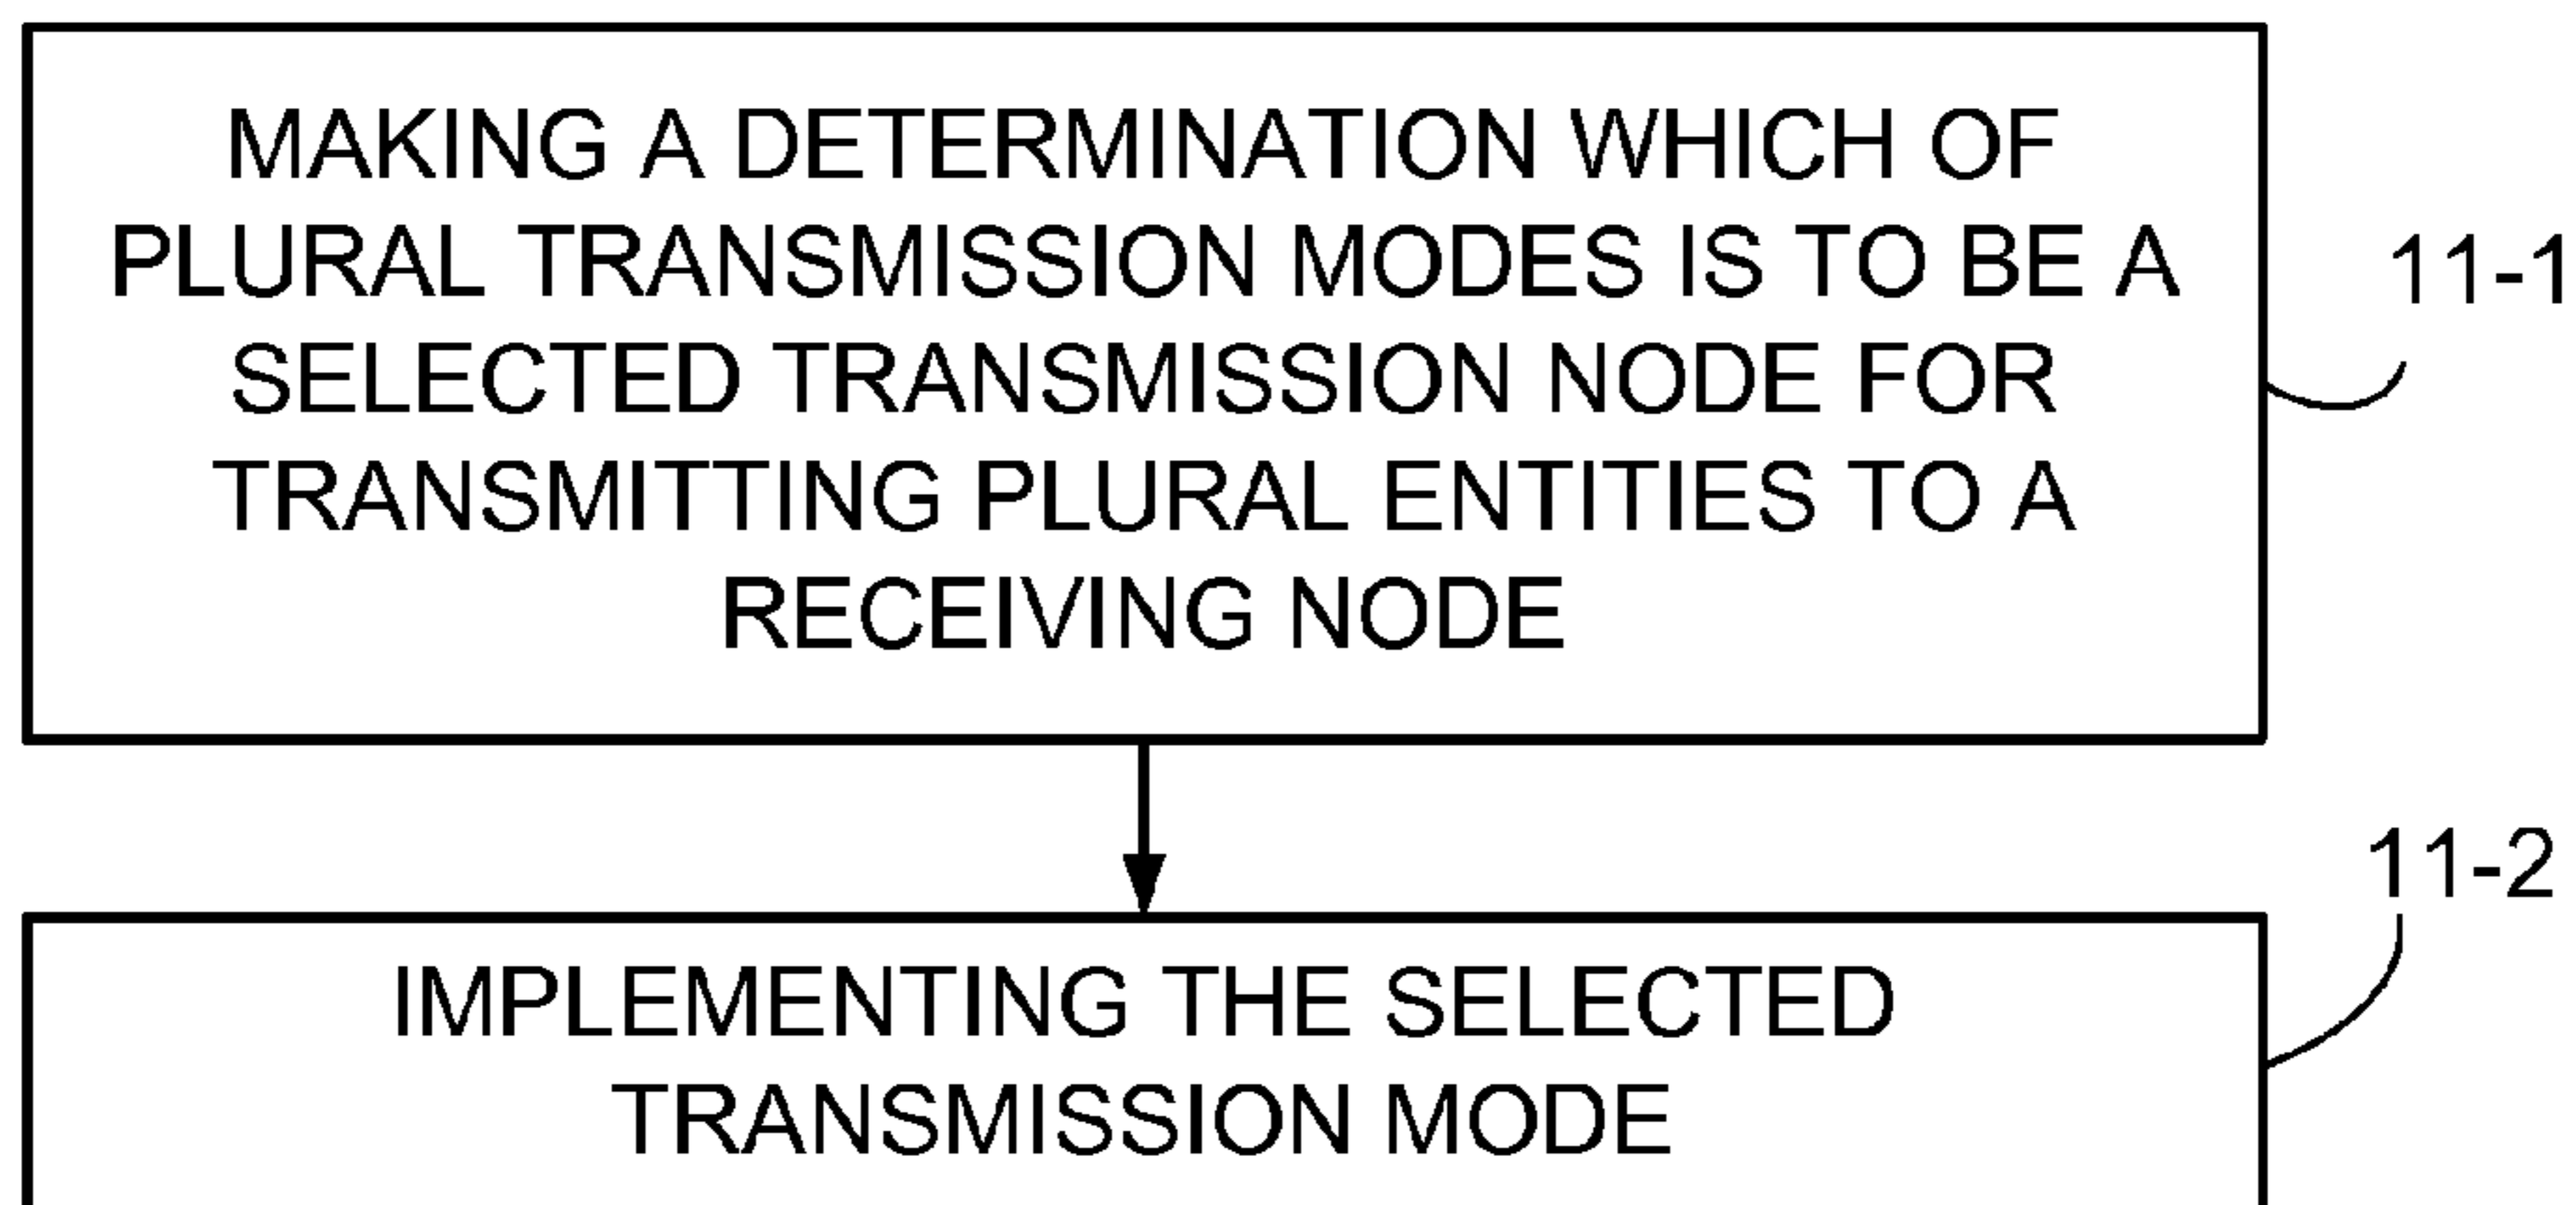 MAKING A DETERMINATION WHICH OF
PLURAL TRANSMISSION MODES IS TO BE A
SELECTED TRANSMISSION NODE FOR
TRANSMITTING PLURAL ENTITIES TO A
RECEIVING NODE
11-1
11-2
IMPLEMENTING THE SELECTED
TRANSMISSION MODE